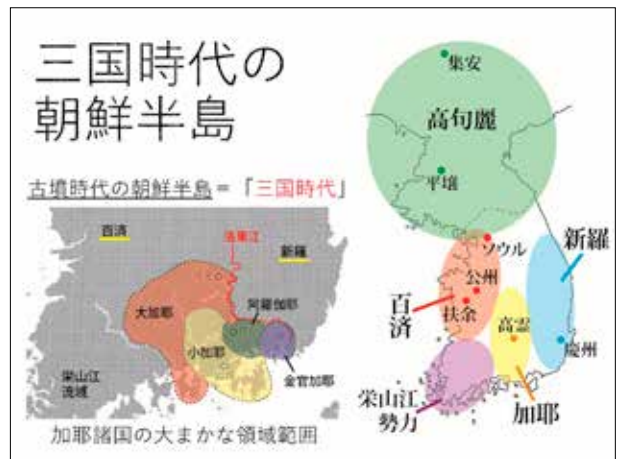 三国時代の
朝鮮半島
古墳時代の朝鮮半島＝「三国時代」
百済
洛東江
新羅
大加耶
阿羅伽耶
小加耶
栄山江
流域
金官加耶
加耶諸国の大まかな領域範囲
集安
高句麗
平壌
ソウル
新羅
公州
百済
扶余
高霊
慶州
栄山江
勢力
加耶